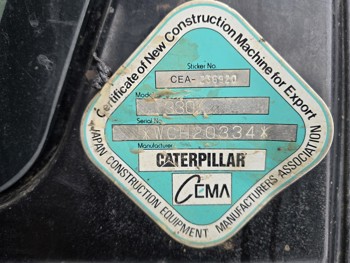 Certificate of New Construction Machine for Export
Sticker No.
CEA-
Model
Serial No.
*WCH20334*
Manufacturer
CATERPILLAR
CEMA
JAPAN CONSTRUCTION EQUIPMENT MANUFACTURERS ASSOCIATION